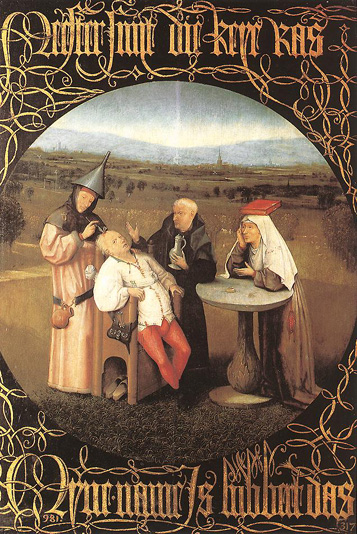 Meester snyt die keye ras
Myne name Is lubbert das
981.
317